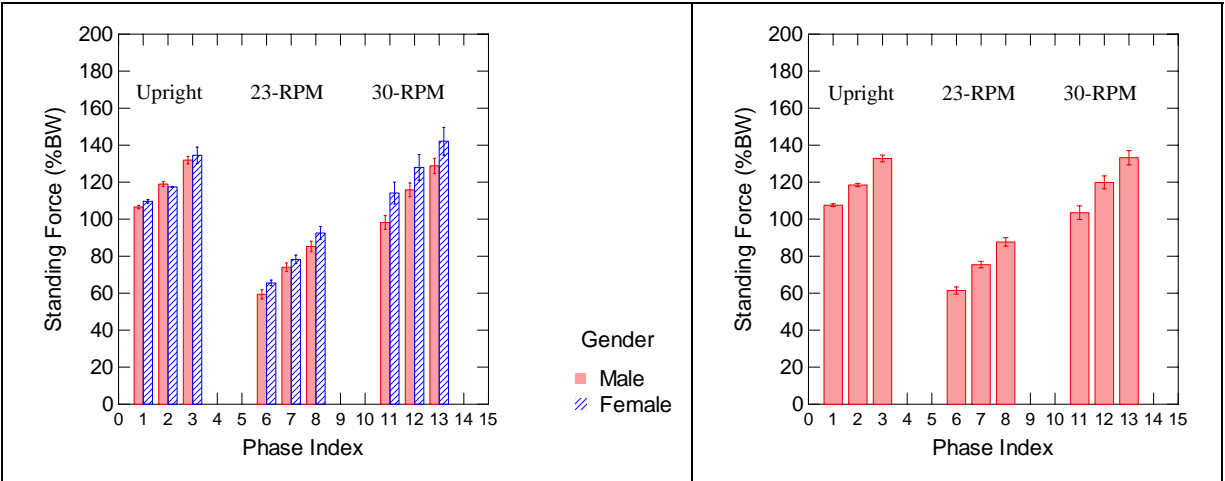 200
180
160
140
120
100
80
60
40
20
0
Standing Force (%BW)
Upright 23-RPM 30-RPM
0 1 2 3 4 5 6 7 8 9 10 11 12 13 14 15
Phase Index
Gender
Male
Female
200
180
160
140
120
100
80
60
40
20
0
Standing Force (%BW)
Upright 23-RPM 30-RPM
0 1 2 3 4 5 6 7 8 9 10 11 12 13 14 15
Phase Index